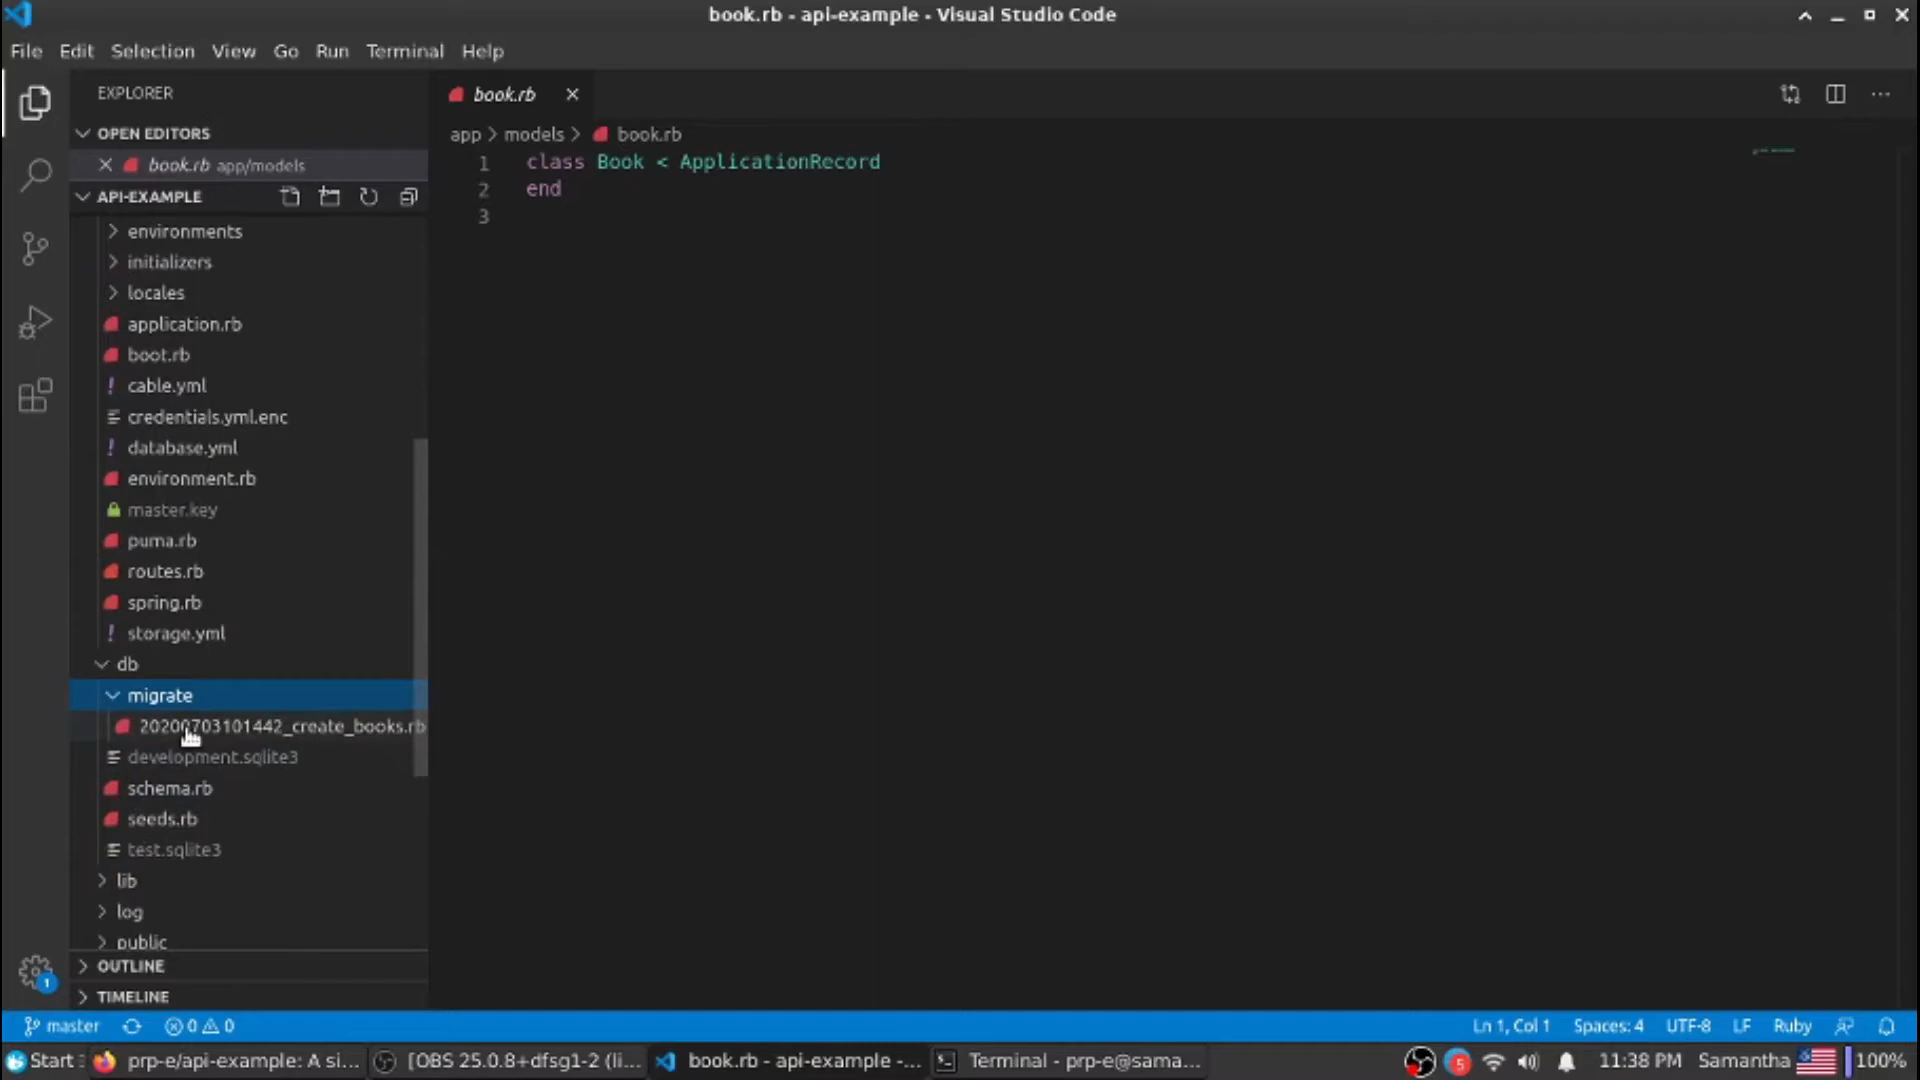 book.rb - api-example - Visual Studio Code
File Edit Selection View Go Run Terminal Help
EXPLORER
OPEN EDITORS
book.rb app/models
API-EXAMPLE
environments
initializers
locales
application.rb
boot.rb
cable.yml
credentials.yml.enc
database.yml
environment.rb
master.key
puma.rb
routes.rb
spring.rb
storage.yml
db
migrate
20200703101442_create_books.rb
development.sqlite3
schema.rb
seeds.rb
test.sqlite3
lib
log
public
OUTLINE
TIMELINE
book.rb
app > models > book.rb
1 class Book < ApplicationRecord
2 end
3
1
master 0 0 Ln 1, Col 1 Spaces: 4 UTF-8 LF Ruby
Start prp-e/api-example: A si... [OBS 25.0.8+dfsg1-2 (li... book.rb - api-example -... Terminal - prp-e@sama... 5 11:38 PM Samantha 100%